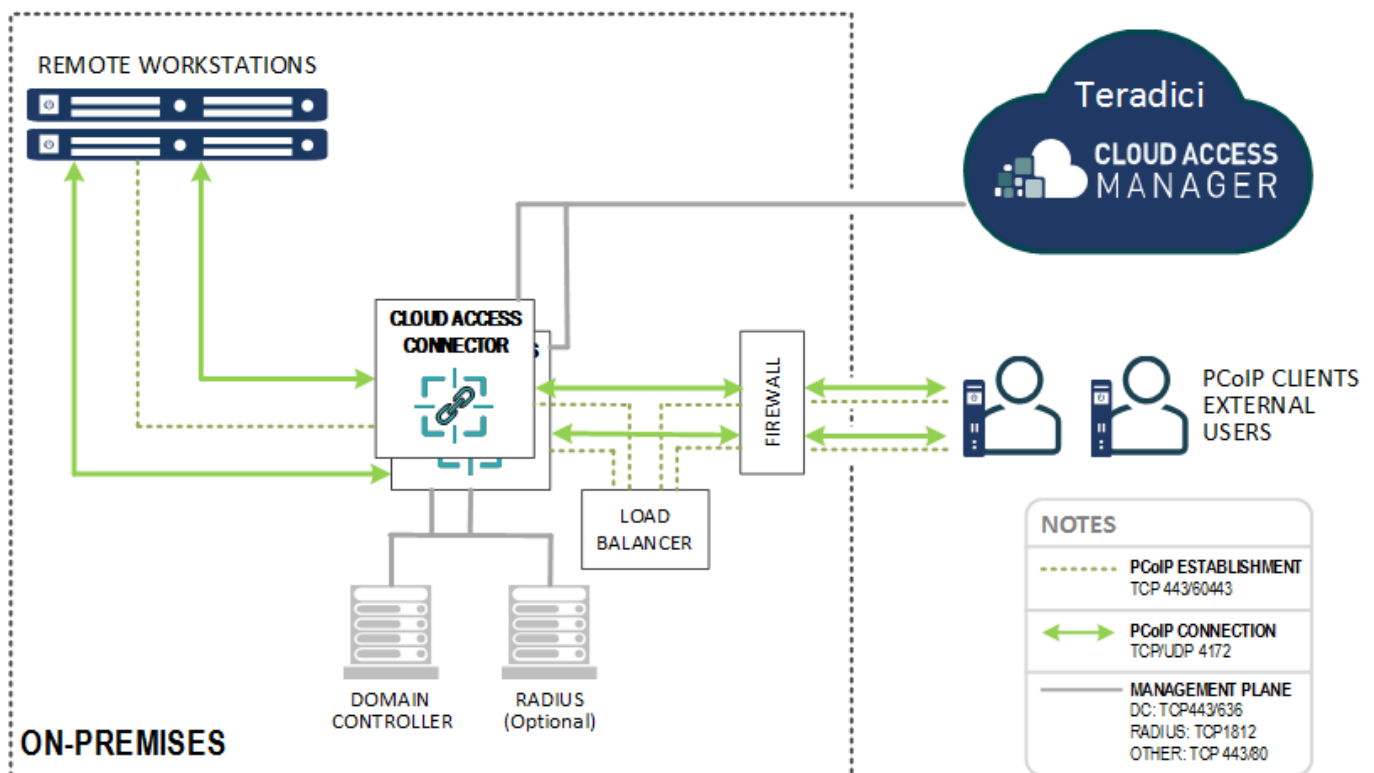 REMOTE WORKSTATIONS
Teradici
CLOUD ACCESS
MANAGER
CLOUD ACCESS
CONNECTOR
S
FIREWALL
PCoIP CLIENTS
EXTERNAL
USERS
LOAD
BALANCER
DOMAIN
CONTROLLER
RADIUS
(Optional)
ON-PREMISES
NOTES
PCoIP ESTABLISHMENT
TCP 443/60443
PCoIP CONNECTION
TCP/UDP 4172
MANAGEMENT PLANE
DC: TCP443/636
RADIUS: TCP1812
OTHER: TCP 443/80